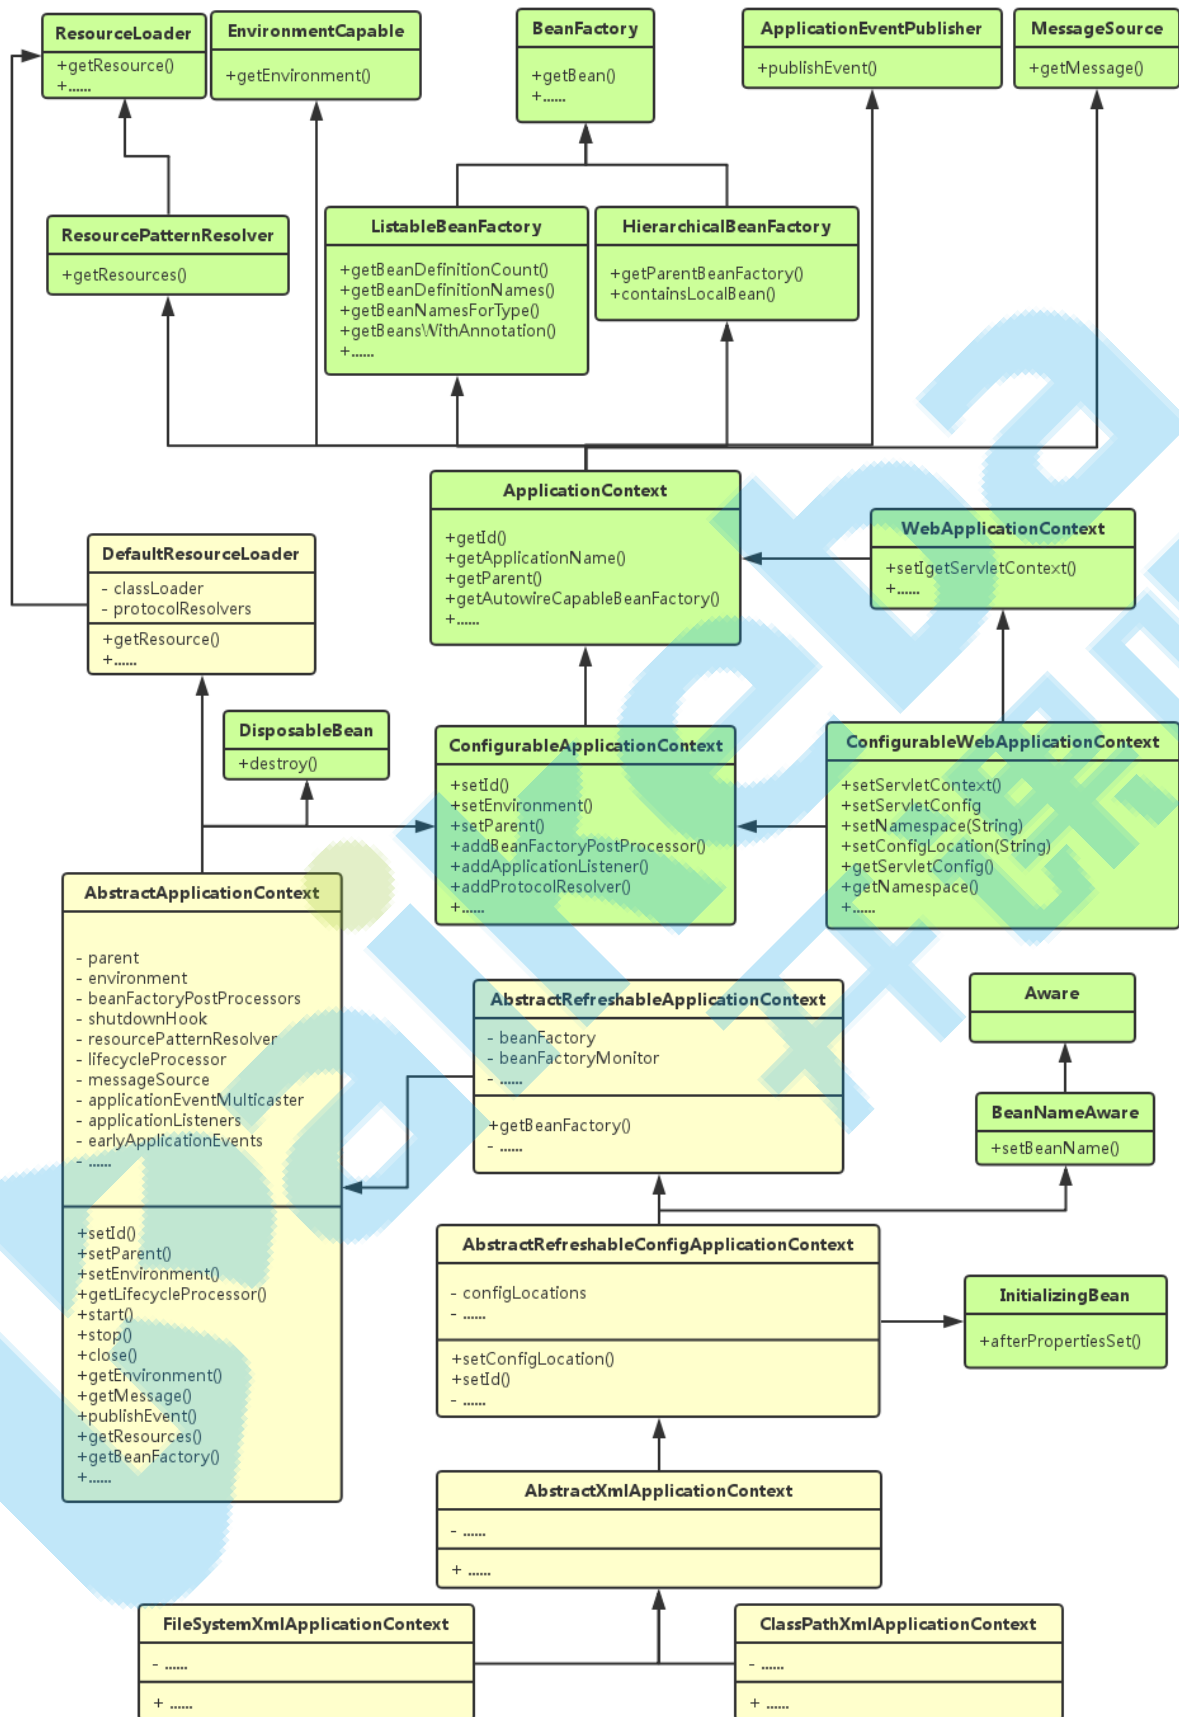 ResourceLoader
+getResource()
+......
EnvironmentCapable
+getEnvironment()
BeanFactory
+getBean()
+......
ApplicationEventPublisher
+publishEvent()
MessageSource
+getMessage()
ResourcePatternResolver
+getResources()
ListableBeanFactory
+getBeanDefinitionCount()
+getBeanDefinitionNames()
+getBeanNamesForType()
+getBeansWithAnnotation()
+......
HierarchicalBeanFactory
+getParentBeanFactory()
+containsLocalBean()
ApplicationContext
+getId()
+getApplicationName()
+getParent()
+getAutowireCapableBeanFactory()
+......
WebApplicationContext
+setIgetServletContext()
+......
DefaultResourceLoader
- classLoader
- protocolResolvers
+getResource()
+......
DisposableBean
+destroy()
ConfigurableApplicationContext
+setId()
+setEnvironment()
+setParent()
+addBeanFactoryPostProcessor()
+addApplicationListener()
+addProtocolResolver()
+......
ConfigurableWebApplicationContext
+setServletContext()
+setServletConfig
+setNamespace(String)
+setConfigLocation(String)
+getServletConfig()
+getNamespace()
+......
AbstractApplicationContext
- parent
- environment
- beanFactoryPostProcessors
- shutdownHook
- resourcePatternResolver
- lifecycleProcessor
- messageSource
- applicationEventMulticaster
- applicationListeners
- earlyApplicationEvents
- ......
+setId()
+setParent()
+setEnvironment()
+getLifecycleProcessor()
+start()
+stop()
+close()
+getEnvironment()
+getMessage()
+publishEvent()
+getResources()
+getBeanFactory()
+......
AbstractRefreshableApplicationContext
- beanFactory
- beanFactoryMonitor
- ......
+getBeanFactory()
- ......
Aware
BeanNameAware
+setBeanName()
AbstractRefreshableConfigApplicationContext
- configLocations
- ......
+setConfigLocation()
+setId()
- ......
InitializingBean
+afterPropertiesSet()
AbstractXmlApplicationContext
- ......
+ ......
FileSystemXmlApplicationContext
- ......
+ ......
ClassPathXmlApplicationContext
- ......
+ ......
kaikeba
开课吧